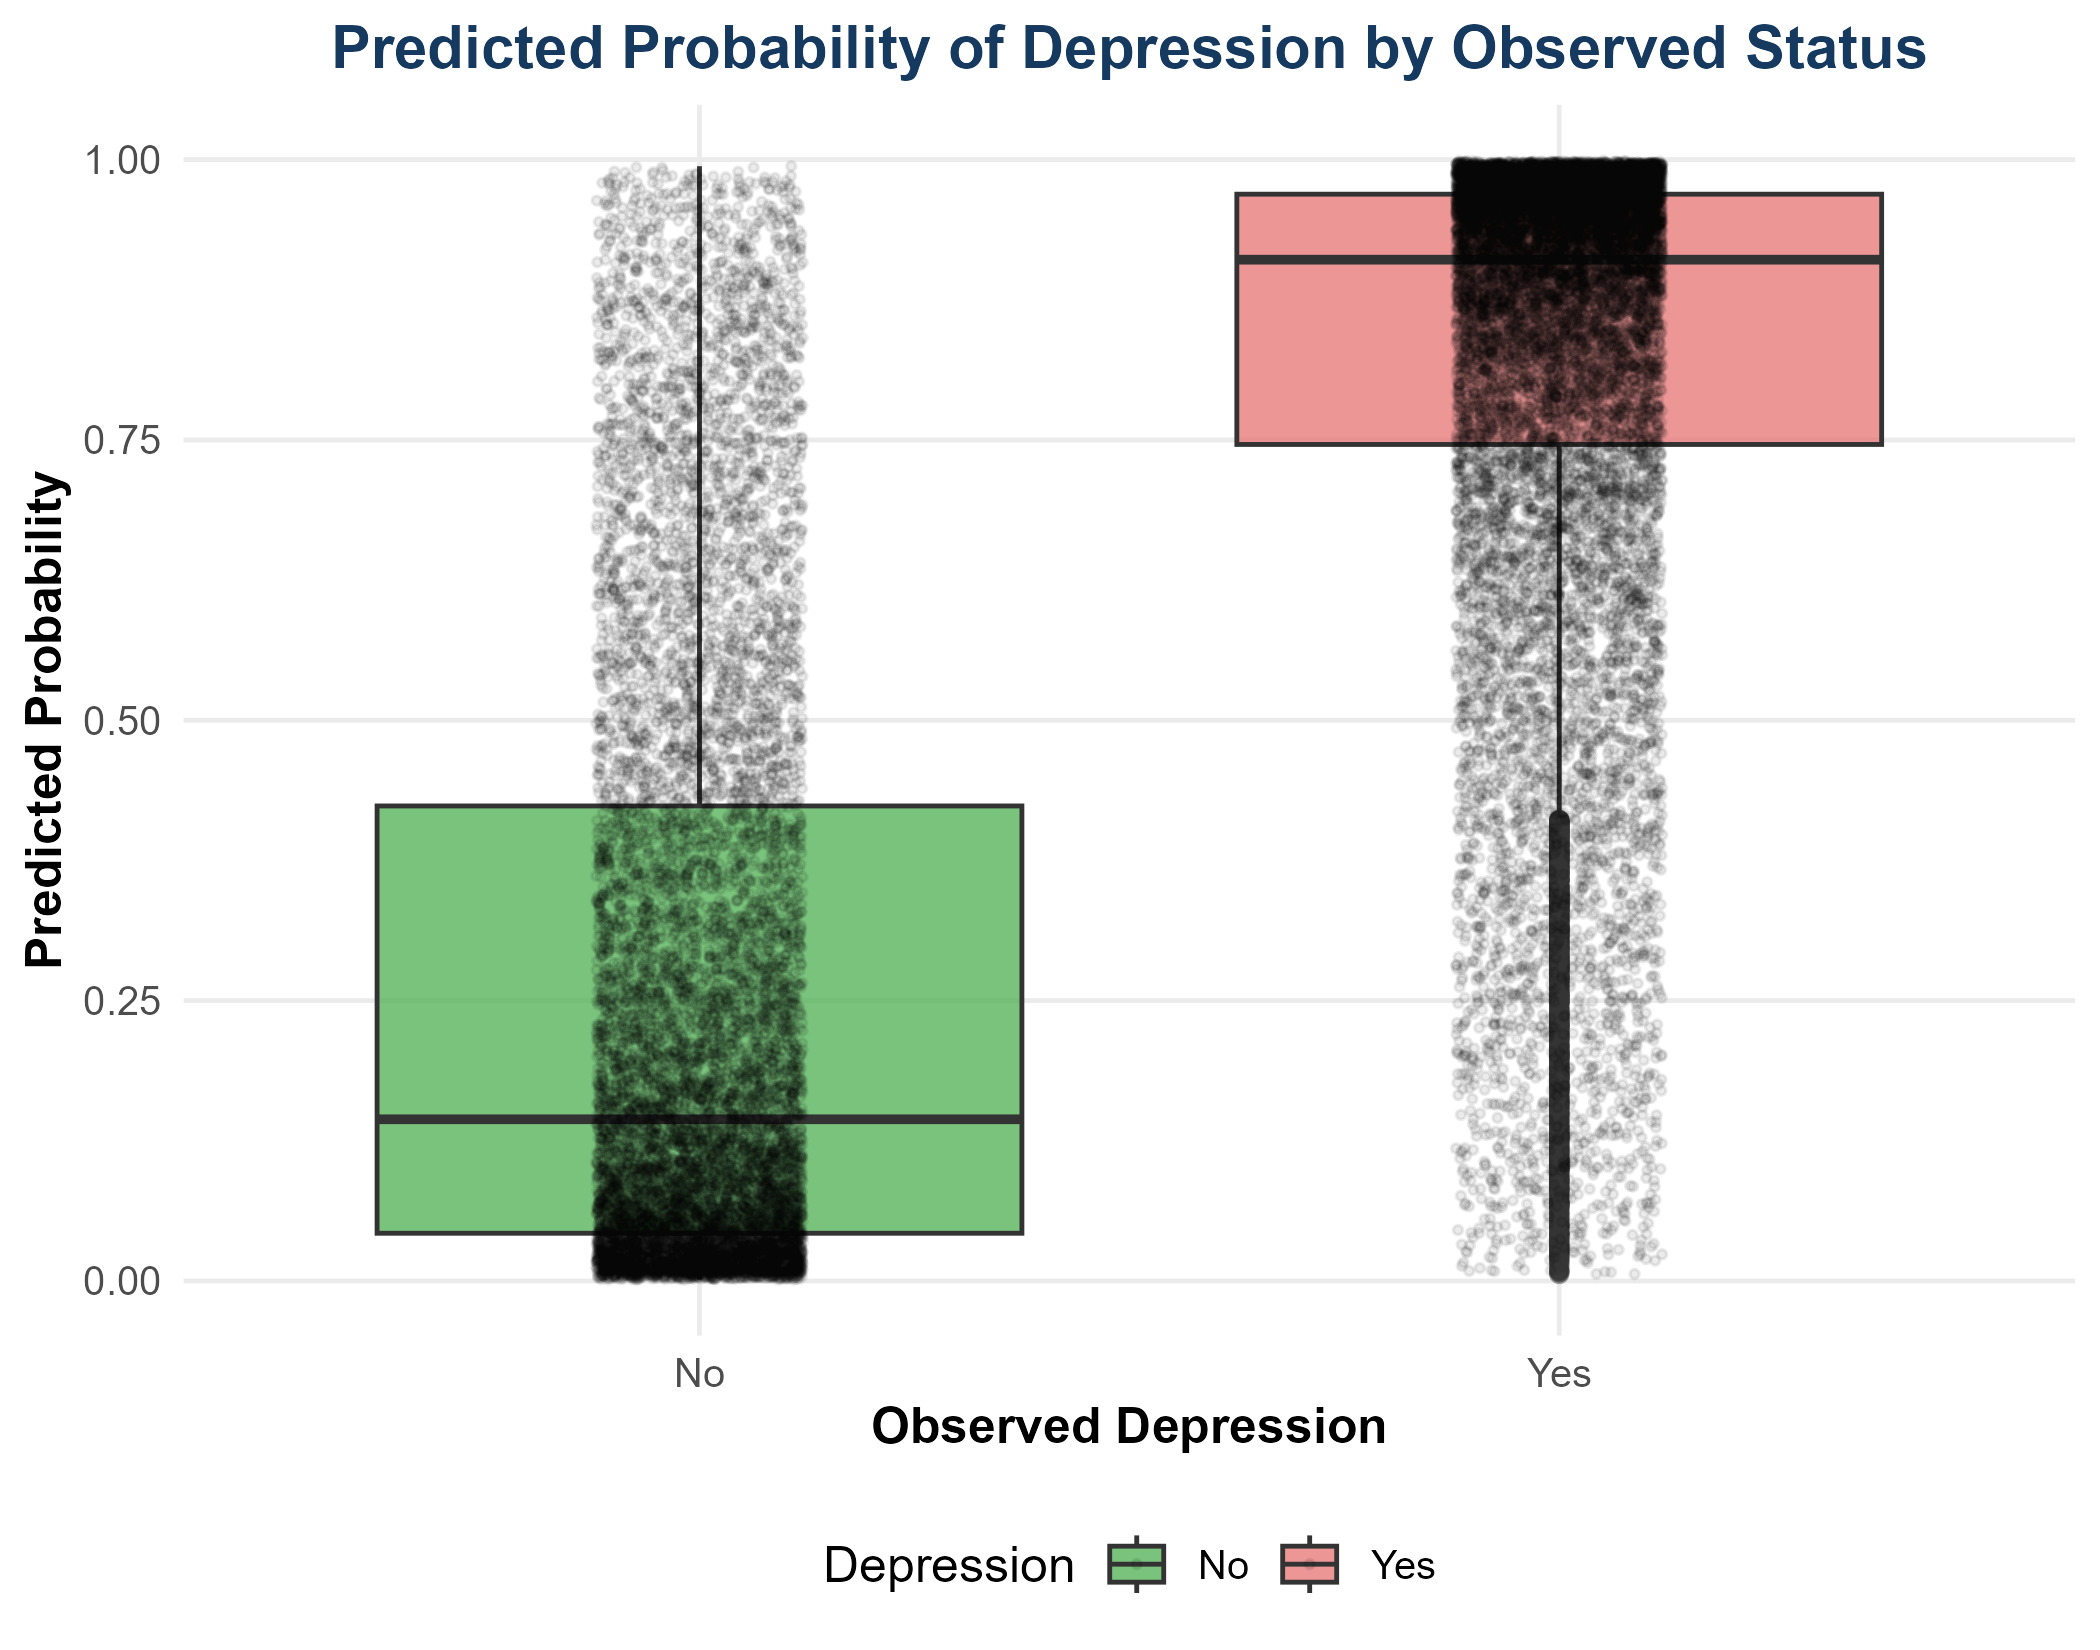 Predicted Probability of Depression by Observed Status
Predicted Probability
1.00
0.75
0.50
0.25
0.00
No
Yes
Observed Depression
Depression No Yes